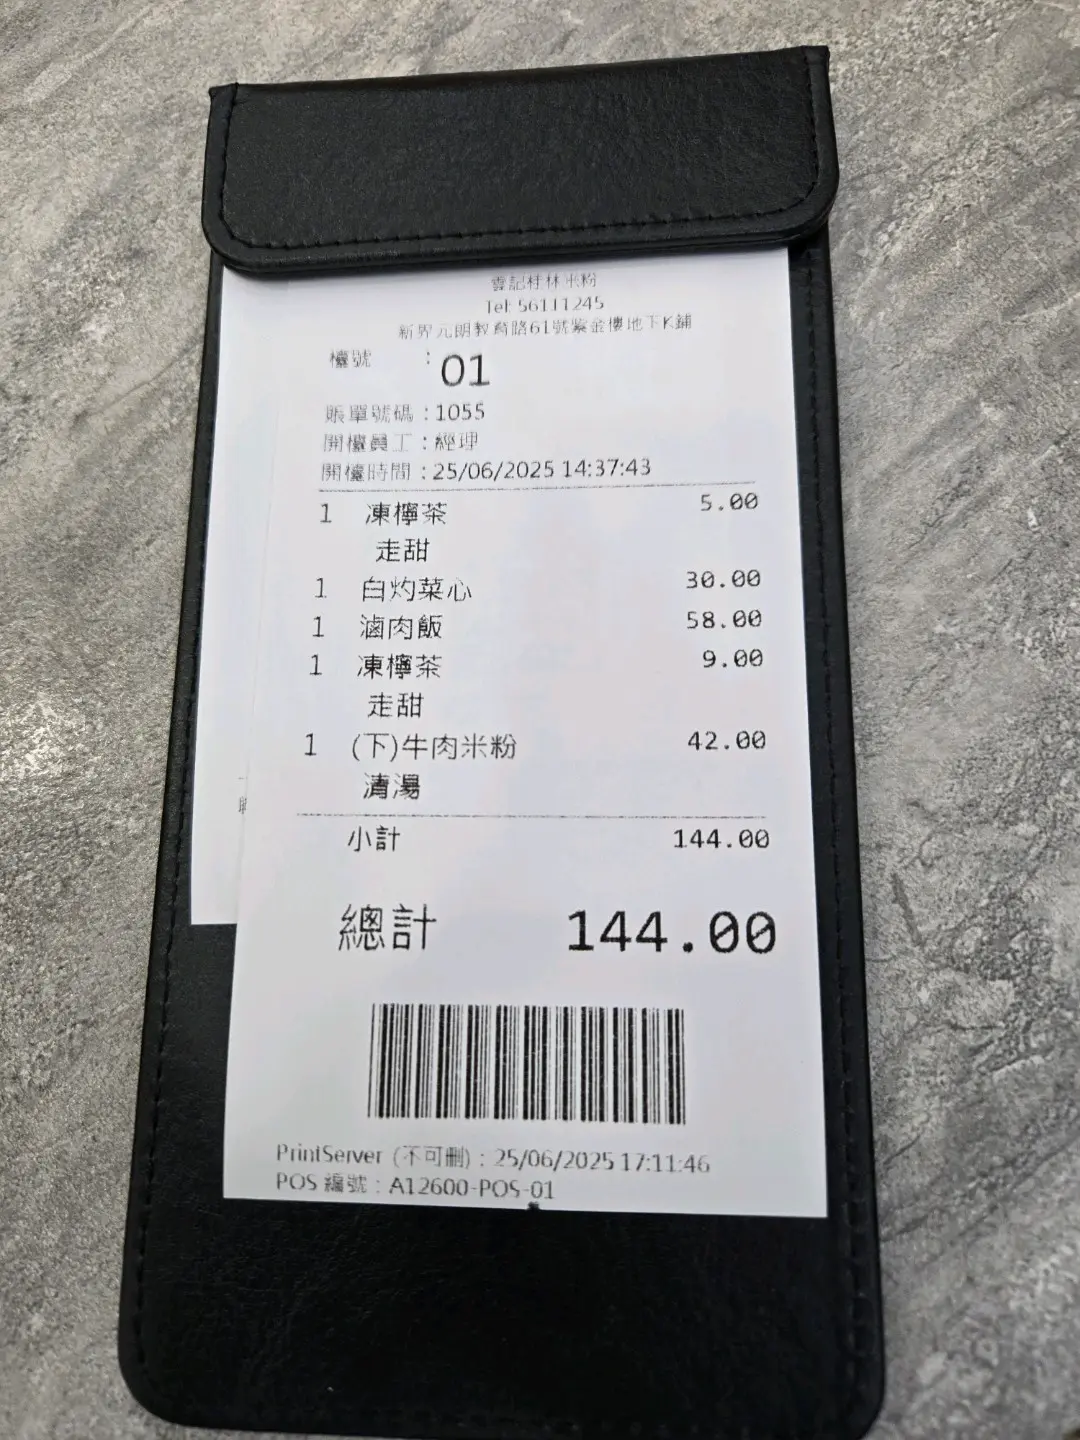 雲記桂林米粉
Tel: 56111245
新界元朗教育路61號紫金樓地下K鋪
檯號 : 01
賬單號碼 : 1055
開檯員工 : 經理
開檯時間 : 25/06/2025 14:37:43
1 凍檸茶 5.00
走甜
1 白灼菜心 30.00
1 滷肉飯 58.00
1 凍檸茶 9.00
走甜
1 (下)牛肉米粉 42.00
清湯
小計 144.00
總計 144.00
PrintServer (不可刪) : 25/06/2025 17:11:46
POS 編號 : A12600-POS-01